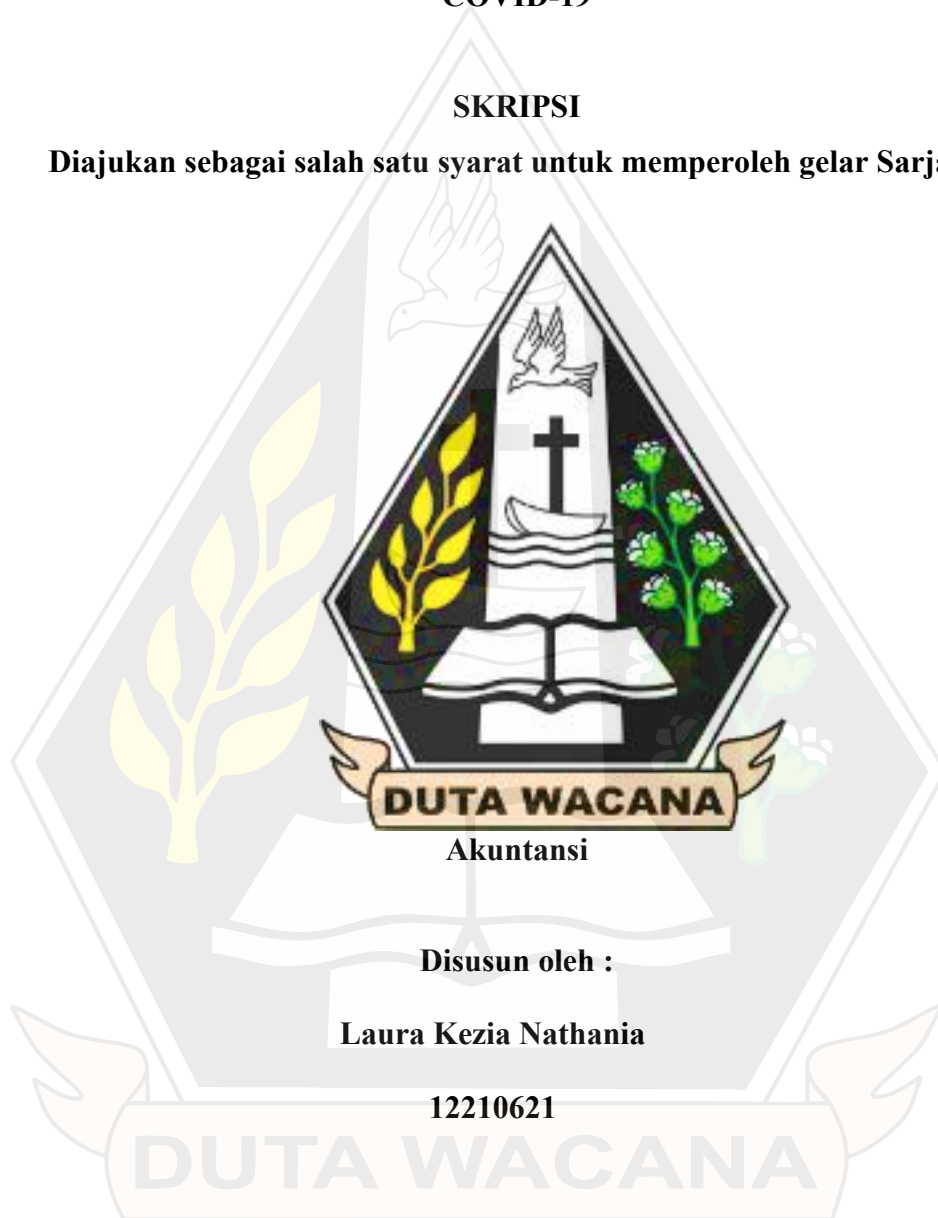 COVID-19
SKRIPSI
Diajukan sebagai salah satu syarat untuk memperoleh gelar
DUTA WACANA
Akuntansi
Disusun oleh :
Laura Kezia Nathania
12210621
DUTA WACANA